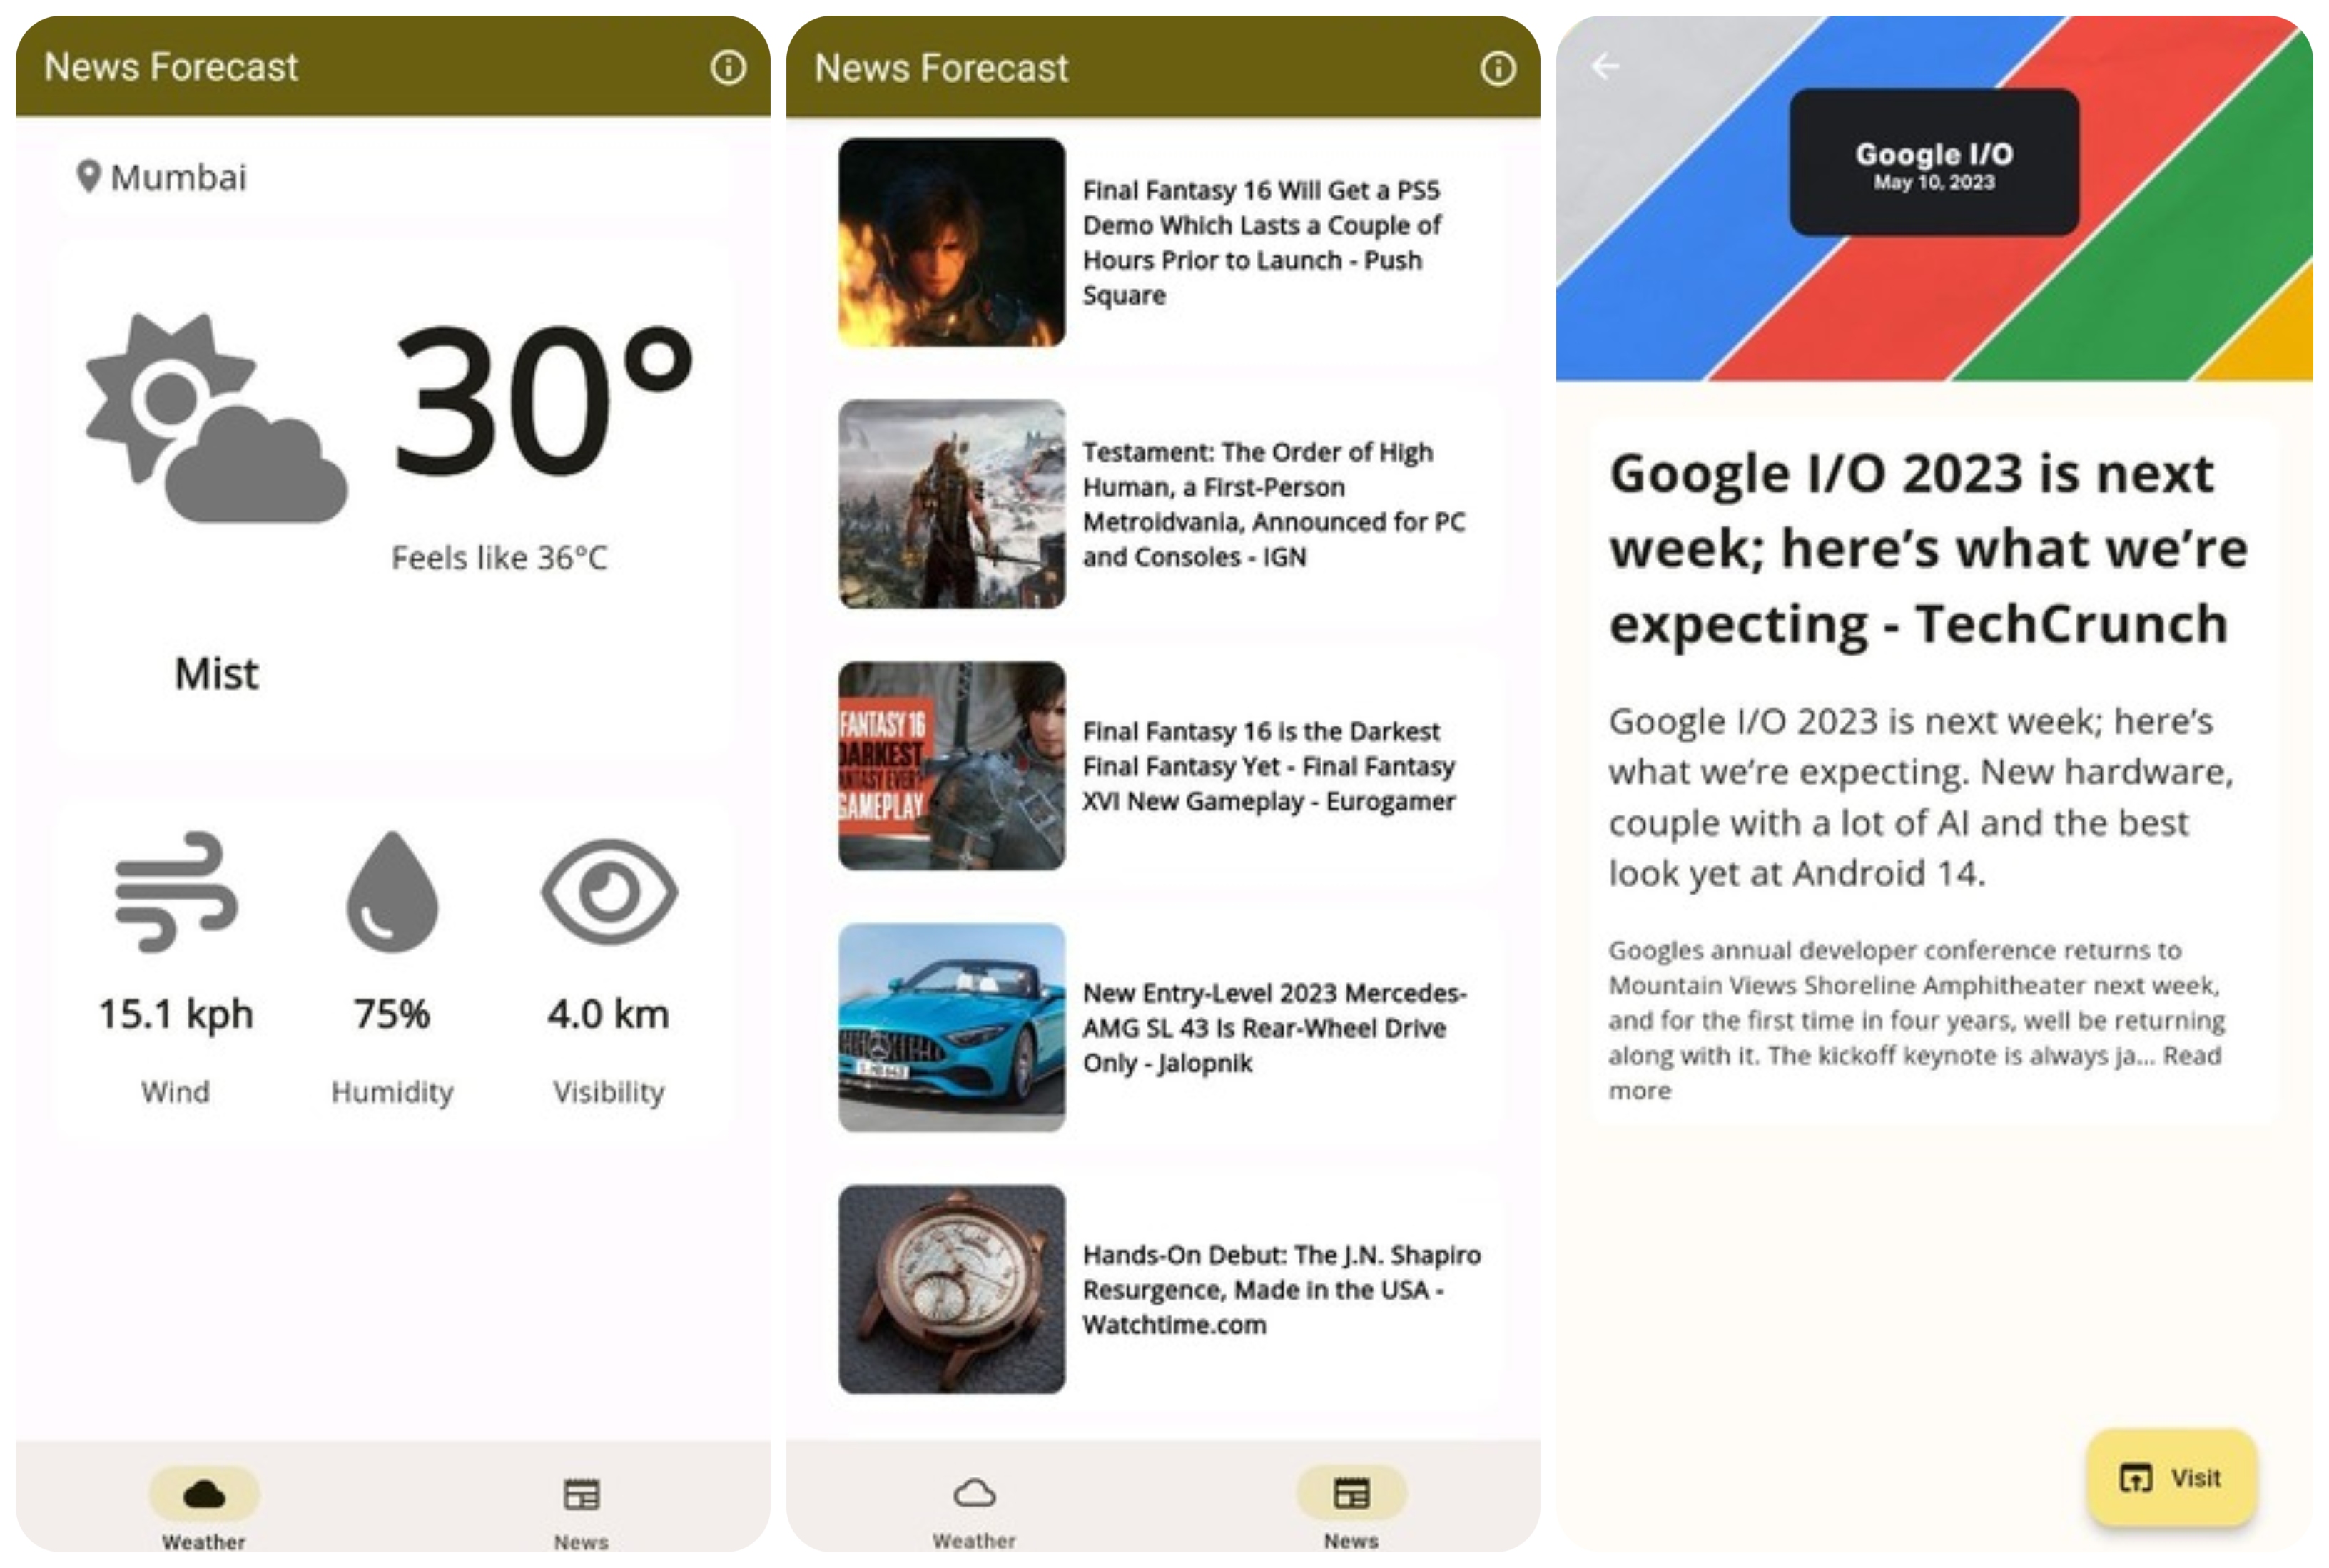 News Forecast
Mumbai
30°
Feels like 36°C
Mist
15.1 kph
75%
4.0 km
Wind
Humidity
Visibility
Weather
News
News Forecast
Final Fantasy 16 Will Get a PS5
Demo Which Lasts a Couple of
Hours Prior to Launch - Push
Square
Testament: The Order of High
Human, a First-Person
Metroidvania, Announced for PC
and Consoles - IGN
FANTASY 16
DARKEST
GAMEPLAY
Final Fantasy 16 is the Darkest
Final Fantasy Yet - Final Fantasy
XVI New Gameplay - Eurogamer
New Entry-Level 2023 Mercedes-
AMG SL 43 Is Rear-Wheel Drive
Only - Jalopnik
Hands-On Debut: The J.N. Shapiro
Resurgence, Made in the USA -
Watchtime.com
Weather
News
Google I/O
May 10, 2023
Google I/O 2023 is next
week; here’s what we’re
expecting - TechCrunch
Google I/O 2023 is next week; here’s
what we’re expecting. New hardware,
couple with a lot of AI and the best
look yet at Android 14.
Googles annual developer conference returns to
Mountain Views Shoreline Amphitheater next week,
and for the first time in four years, well be returning
along with it. The kickoff keynote is always ja… Read
more
Visit